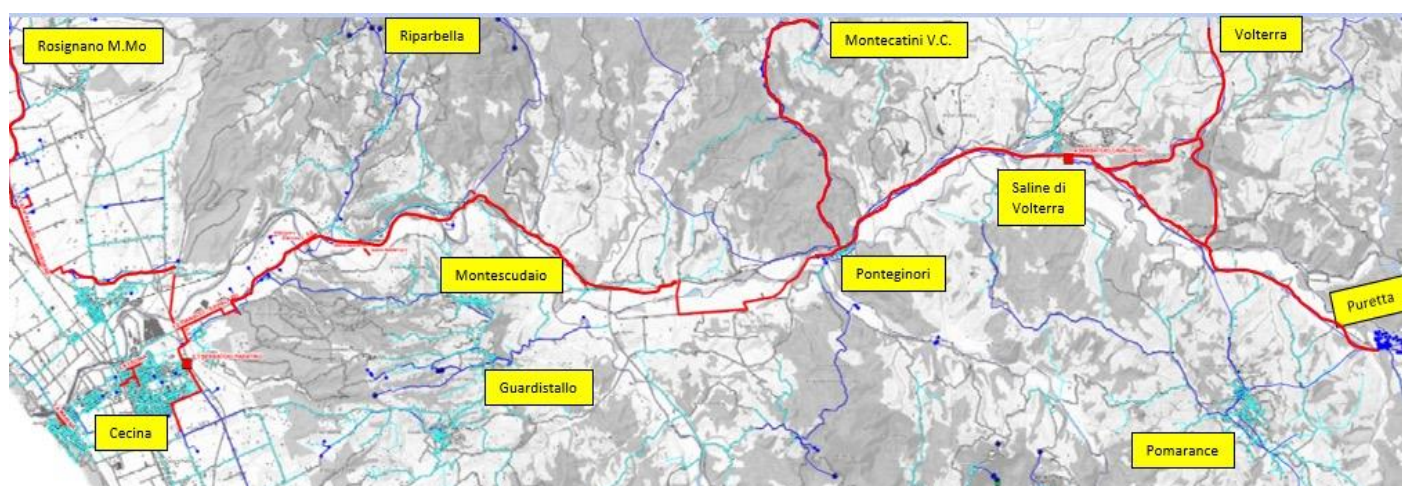 Rosignano M.Mo
Riparbella
Montecatini V.C.
Volterra
Saline di
Volterra
Montescudaio
Ponteginori
Puretta
Guardistallo
Cecina
Pomarance